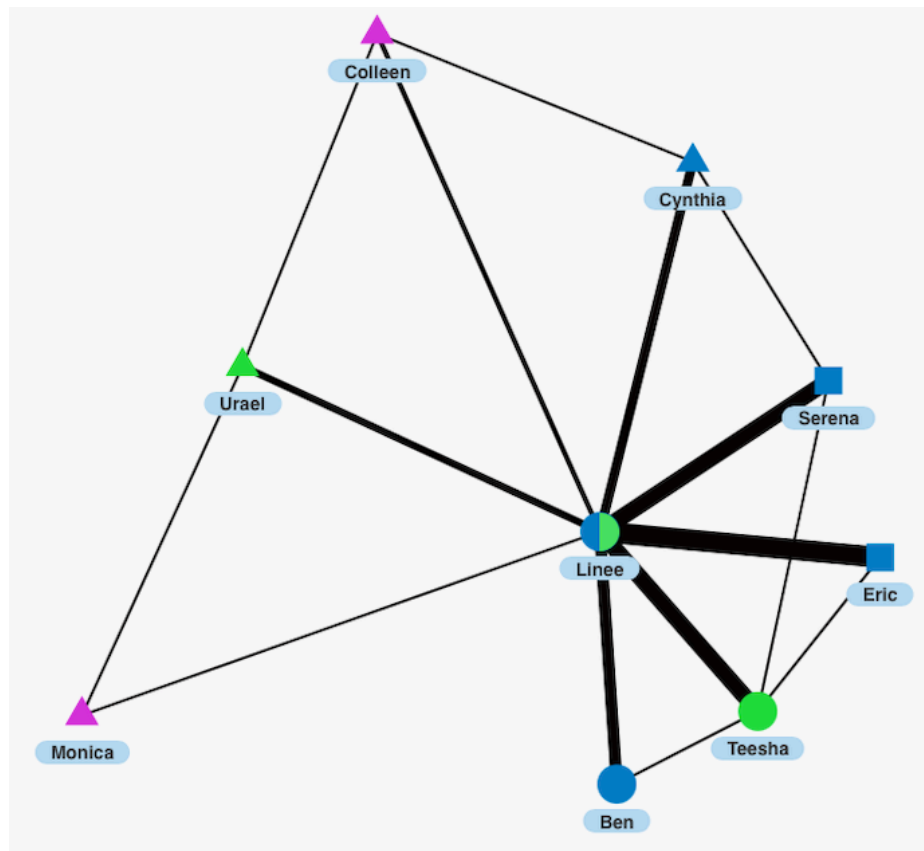 Colleen
Cynthia
Urael
Serena
Linee
Eric
Monica
Teesha
Ben